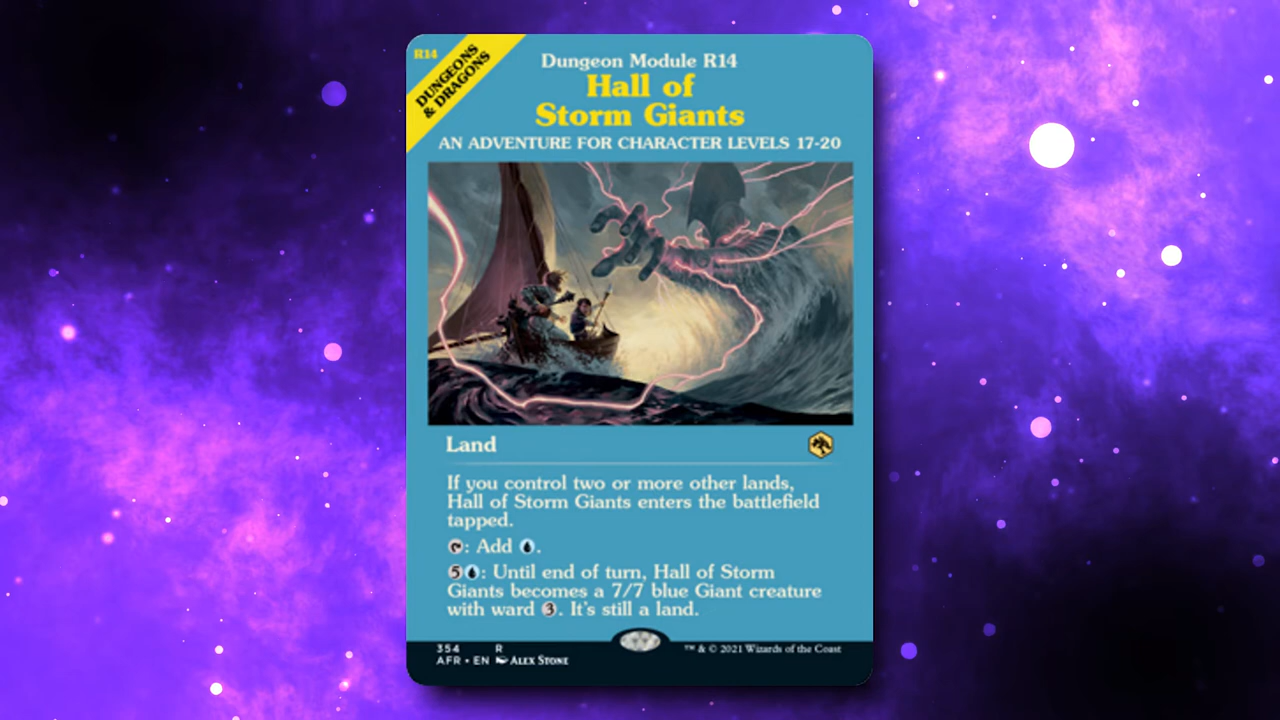 R14
DUNGEONS
& DRAGONS
Dungeon Module R14
Hall of
Storm Giants
AN ADVENTURE FOR CHARACTER LEVELS 17-20
Land
If you control two or more other lands,
Hall of Storm Giants enters the battlefield
tapped.
: Add .
5: Until end of turn, Hall of Storm
Giants becomes a 7/7 blue Giant creature
with ward 3. It's still a land.
354 R
AFR • EN ALEX STONE
™ & © 2021 Wizards of the Coast